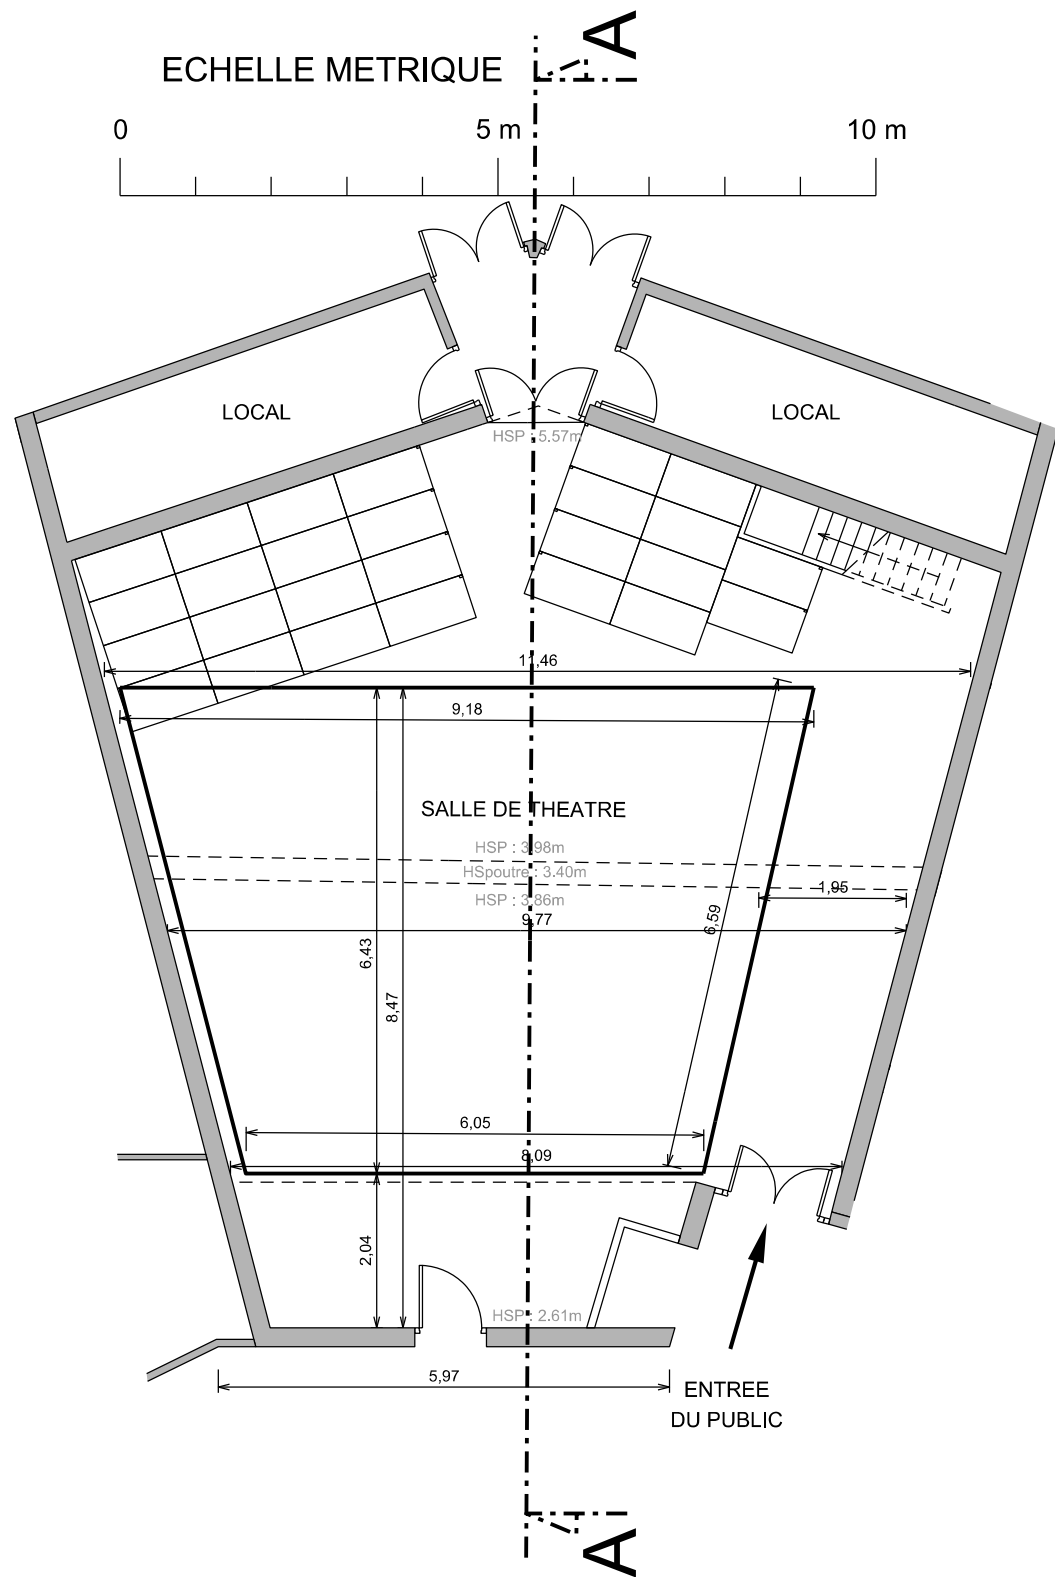 A
ECHELLE METRIQUE
0
5 m
10 m
LOCAL
LOCAL
HSP : 5.57m
11,46
9,18
SALLE DE THEATRE
HSP : 3.98m
HSpoutre : 3.40m
HSP : 3.86m
1,95
9,77
6,59
6,43
8,47
6,05
8,09
2,04
HSP : 2.61m
5,97
ENTREE
DU PUBLIC
A